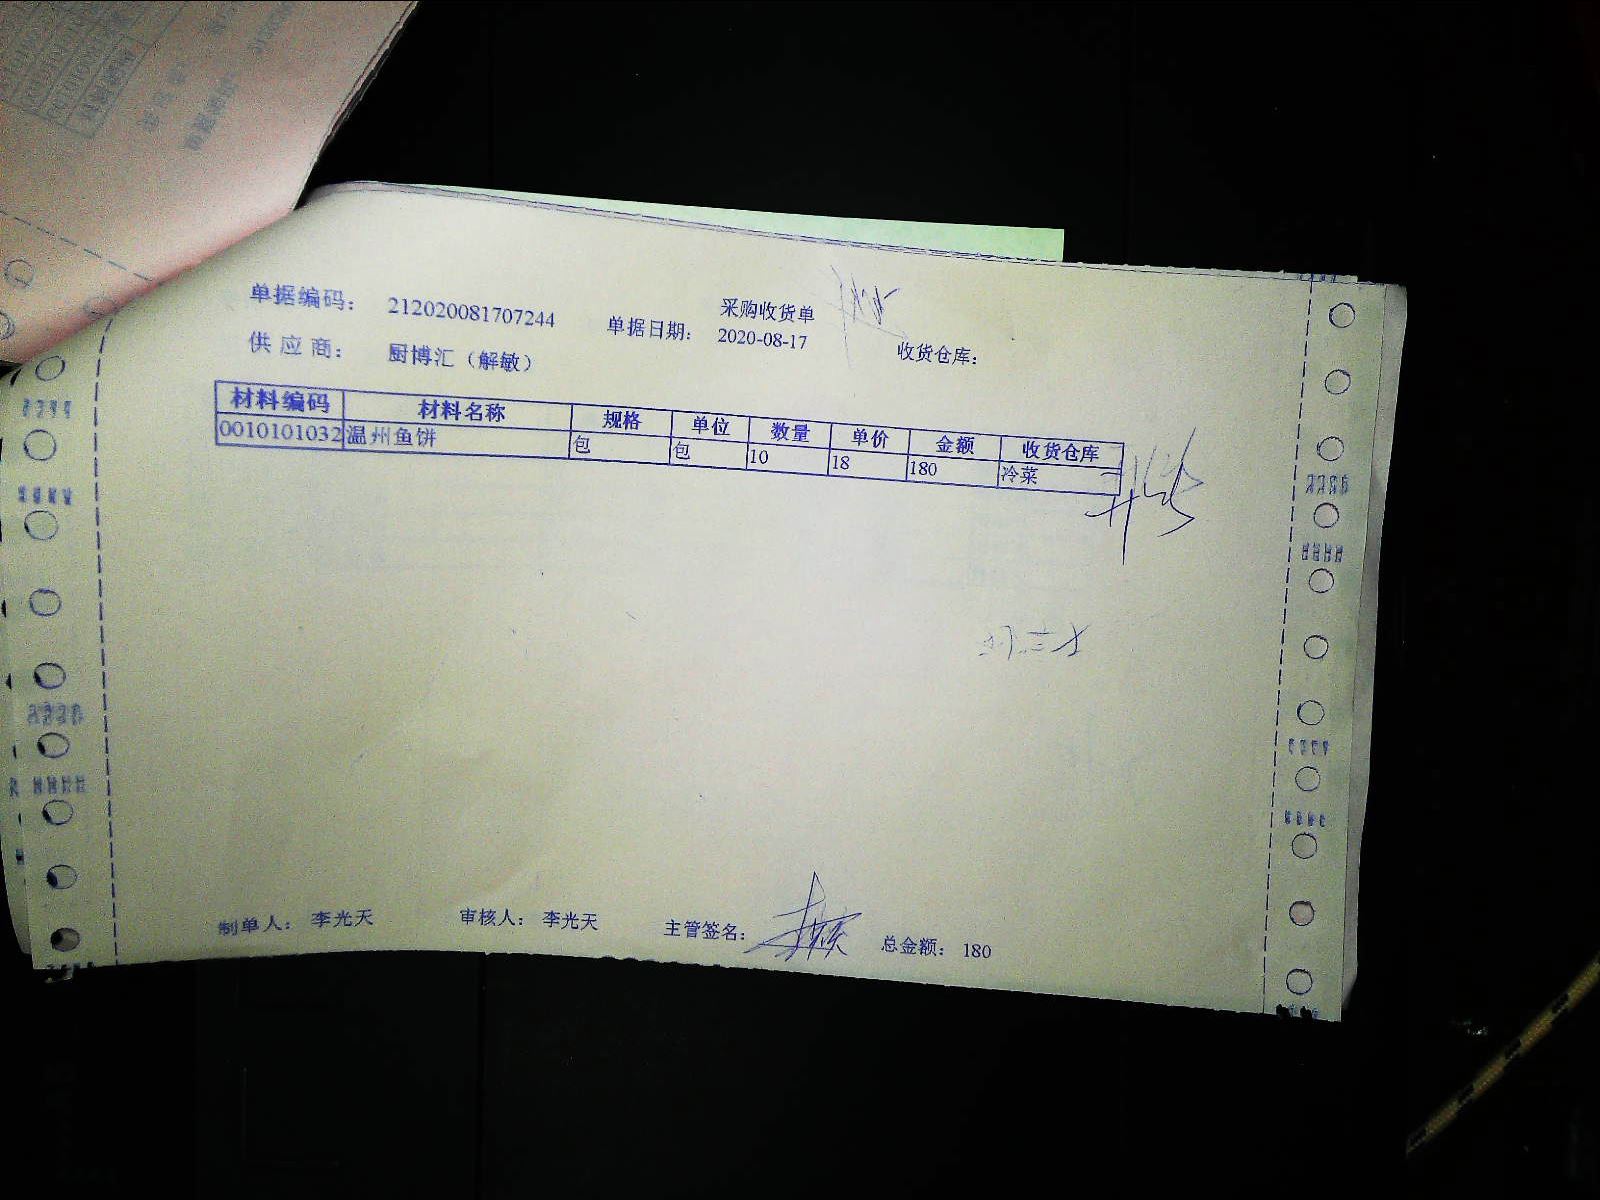 采购收货单
单据编码： 212020081707244 单据日期： 2020-08-17 收货仓库：
供 应 商： 厨博汇（解敏）
材料编码 材料名称 规格 单位 数量 单价 金额 收货仓库
0010101032 温州鱼饼 包 包 10 18 180 冷菜
制单人： 李光天 审核人： 李光天 主管签名： 总金额： 180